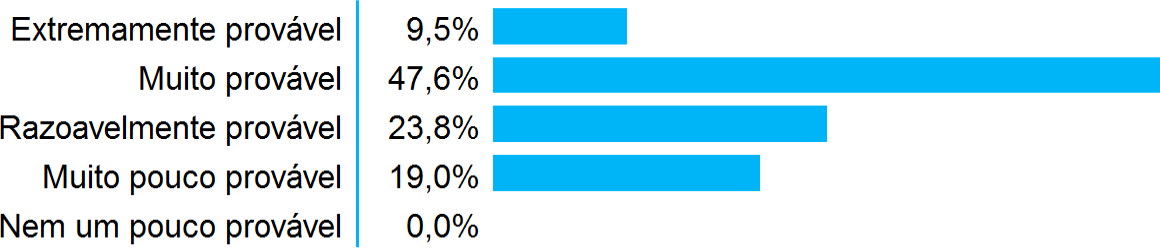 Extremamente provável 9,5%
Muito provável 47,6%
Razoavelmente provável 23,8%
Muito pouco provável 19,0%
Nem um pouco provável 0,0%